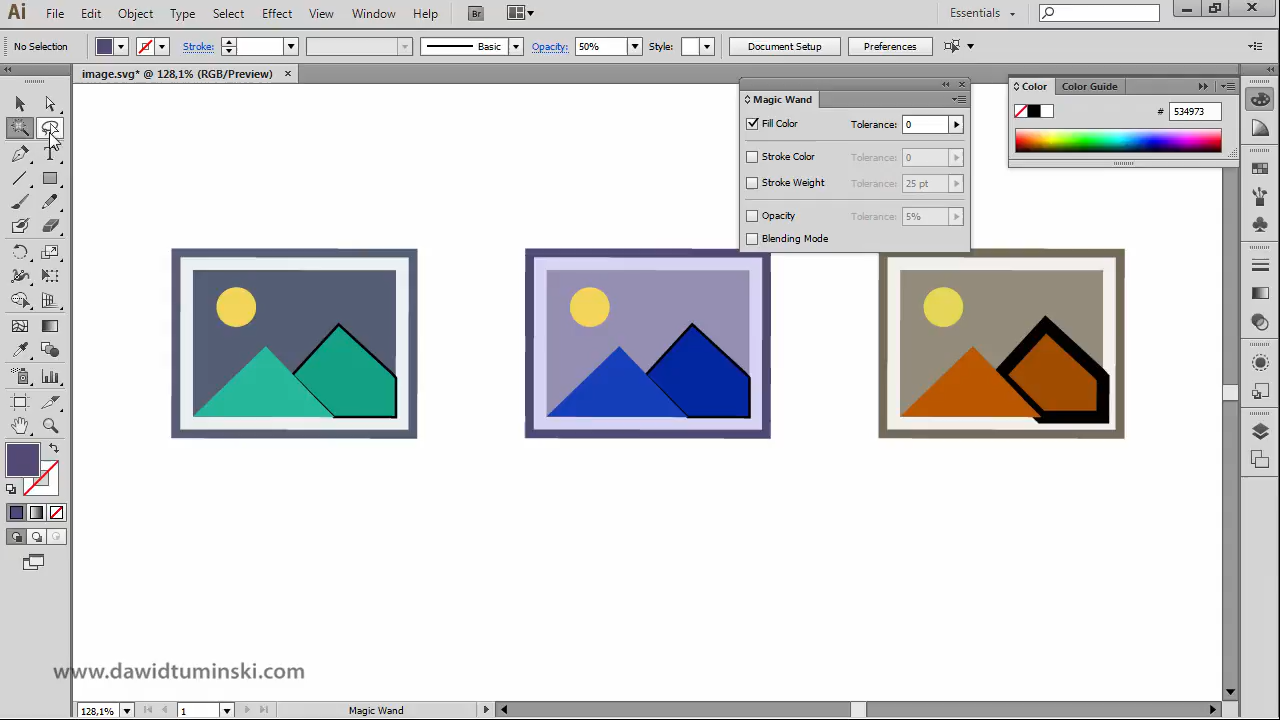 Ai File Edit Object Type Select Effect View Window Help Br Essentials
No Selection Stroke: Basic Opacity: 50% Style: Document Setup Preferences
image.svg* @ 128,1% (RGB/Preview)
Magic Wand
Fill Color Tolerance: 0
Stroke Color Tolerance: 0
Stroke Weight Tolerance: 25 pt
Opacity Tolerance: 5%
Blending Mode
Color Color Guide
# 534973
T
www.dawidtuminski.com
128,1% 1 Magic Wand